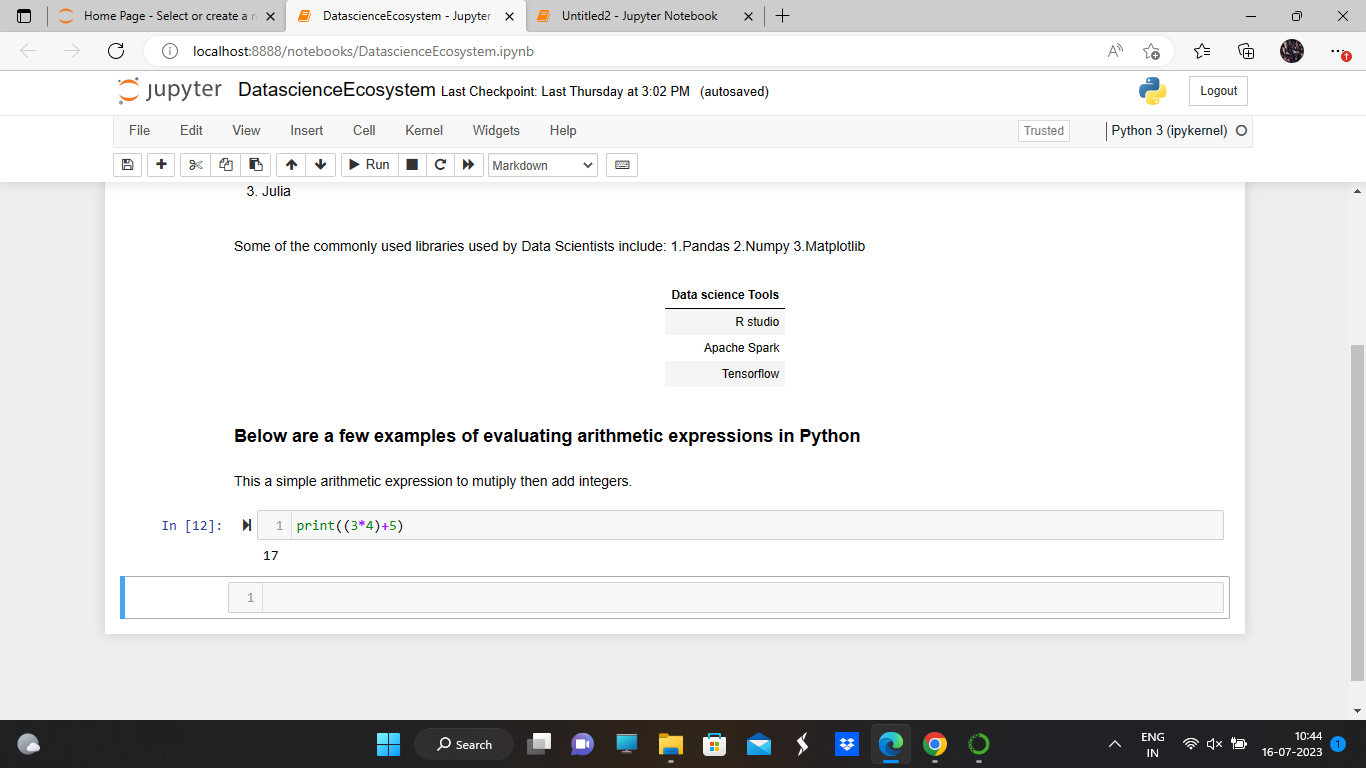 Home Page - Select or create a n
DatascienceEcosystem - Jupyter
Untitled2 - Jupyter Notebook
localhost:8888/notebooks/DatascienceEcosystem.ipynb
jupyter DatascienceEcosystem Last Checkpoint: Last Thursday at 3:02 PM (autosaved)
Logout
File Edit View Insert Cell Kernel Widgets Help
Trusted
Python 3 (ipykernel)
Run
Markdown
3. Julia
Some of the commonly used libraries used by Data Scientists include: 1.Pandas 2.Numpy 3.Matplotlib
Data science Tools
R studio
Apache Spark
Tensorflow
Below are a few examples of evaluating arithmetic expressions in Python
This a simple arithmetic expression to mutiply then add integers.
In [12]: 1 print((3*4)+5)
17
1
Search
ENG
IN
10:44
16-07-2023
1